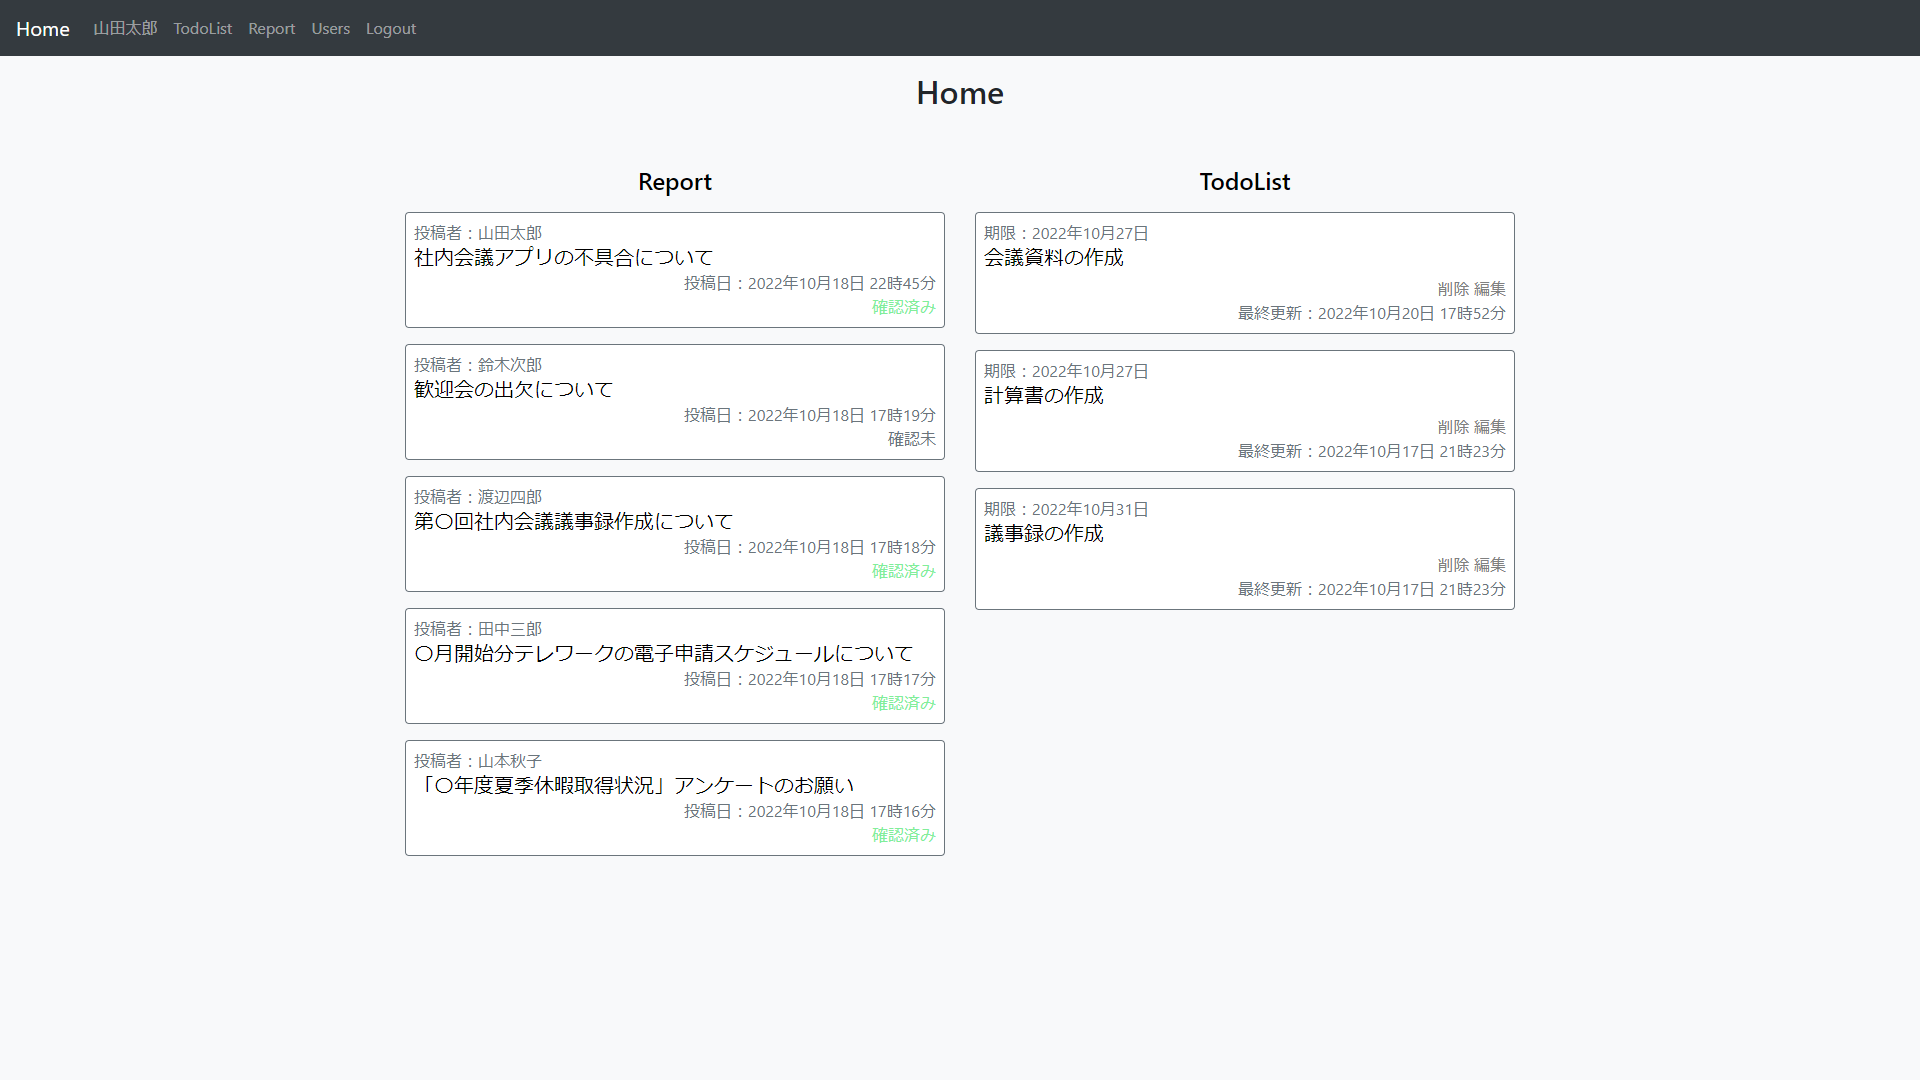 Home 山田太郎 TodoList Report Users Logout
Home
Report
投稿者：山田太郎
社内会議アプリの不具合について
投稿日：2022年10月18日 22時45分
確認済み
投稿者：鈴木次郎
歓迎会の出欠について
投稿日：2022年10月18日 17時19分
確認未
投稿者：渡辺四郎
第〇回社内会議議事録作成について
投稿日：2022年10月18日 17時18分
確認済み
投稿者：田中三郎
〇月開始分テレワークの電子申請スケジュールについて
投稿日：2022年10月18日 17時17分
確認済み
投稿者：山本秋子
「〇年度夏季休暇取得状況」アンケートのお願い
投稿日：2022年10月18日 17時16分
確認済み
TodoList
期限：2022年10月27日
会議資料の作成
削除 編集
最終更新：2022年10月20日 17時52分
期限：2022年10月27日
計算書の作成
削除 編集
最終更新：2022年10月17日 21時23分
期限：2022年10月31日
議事録の作成
削除 編集
最終更新：2022年10月17日 21時23分